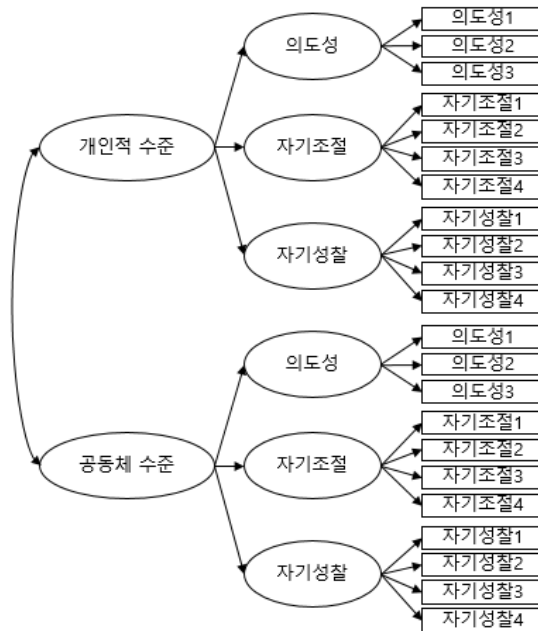 의도성
의도성1
의도성2
의도성3
개인적 수준
자기조절
자기조절1
자기조절2
자기조절3
자기조절4
자기성찰
자기성찰1
자기성찰2
자기성찰3
자기성찰4
의도성
의도성1
의도성2
의도성3
공동체 수준
자기조절
자기조절1
자기조절2
자기조절3
자기조절4
자기성찰
자기성찰1
자기성찰2
자기성찰3
자기성찰4